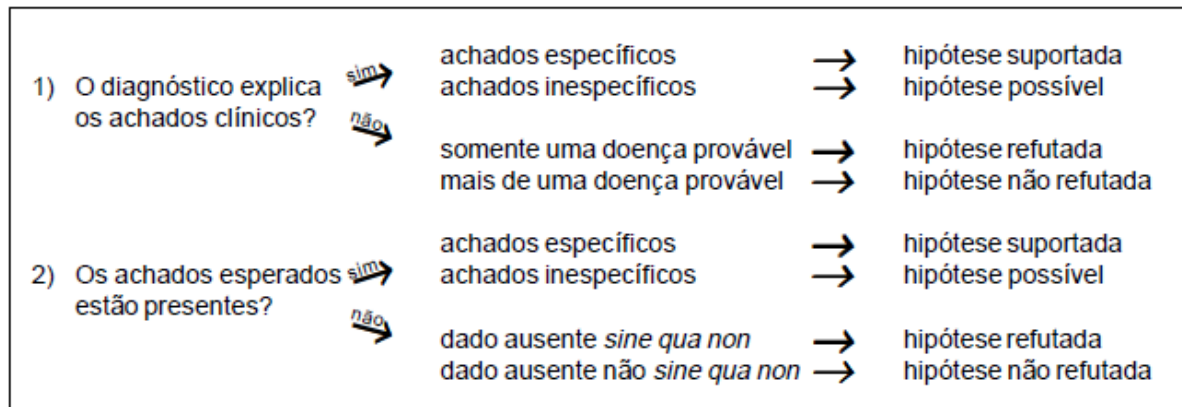 achados específicos → hipótese suportada
1) O diagnóstico explica sim achados inespecíficos → hipótese possível
os achados clínicos? não
somente uma doença provável → hipótese refutada
mais de uma doença provável → hipótese não refutada
achados específicos → hipótese suportada
2) Os achados esperados sim achados inespecíficos → hipótese possível
estão presentes? não
dado ausente sine qua non → hipótese refutada
dado ausente não sine qua non → hipótese não refutada